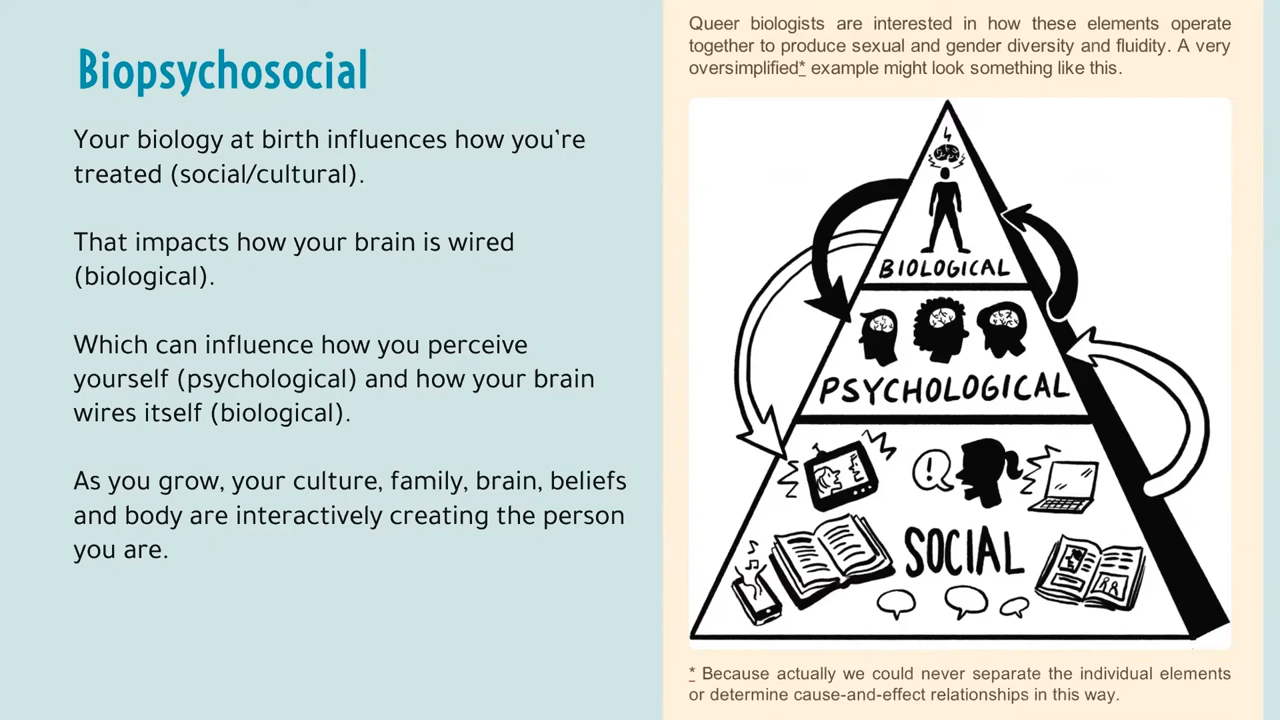 Biopsychosocial
Your biology at birth influences how you're
treated (social/cultural).
That impacts how your brain is wired
(biological).
Which can influence how you perceive
yourself (psychological) and how your brain
wires itself (biological).
As you grow, your culture, family, brain, beliefs
and body are interactively creating the person
you are.
Queer biologists are interested in how these elements operate
together to produce sexual and gender diversity and fluidity. A very
oversimplified* example might look something like this.
BIOLOGICAL
PSYCHOLOGICAL
!
SOCIAL
* Because actually we could never separate the individual elements
or determine cause-and-effect relationships in this way.